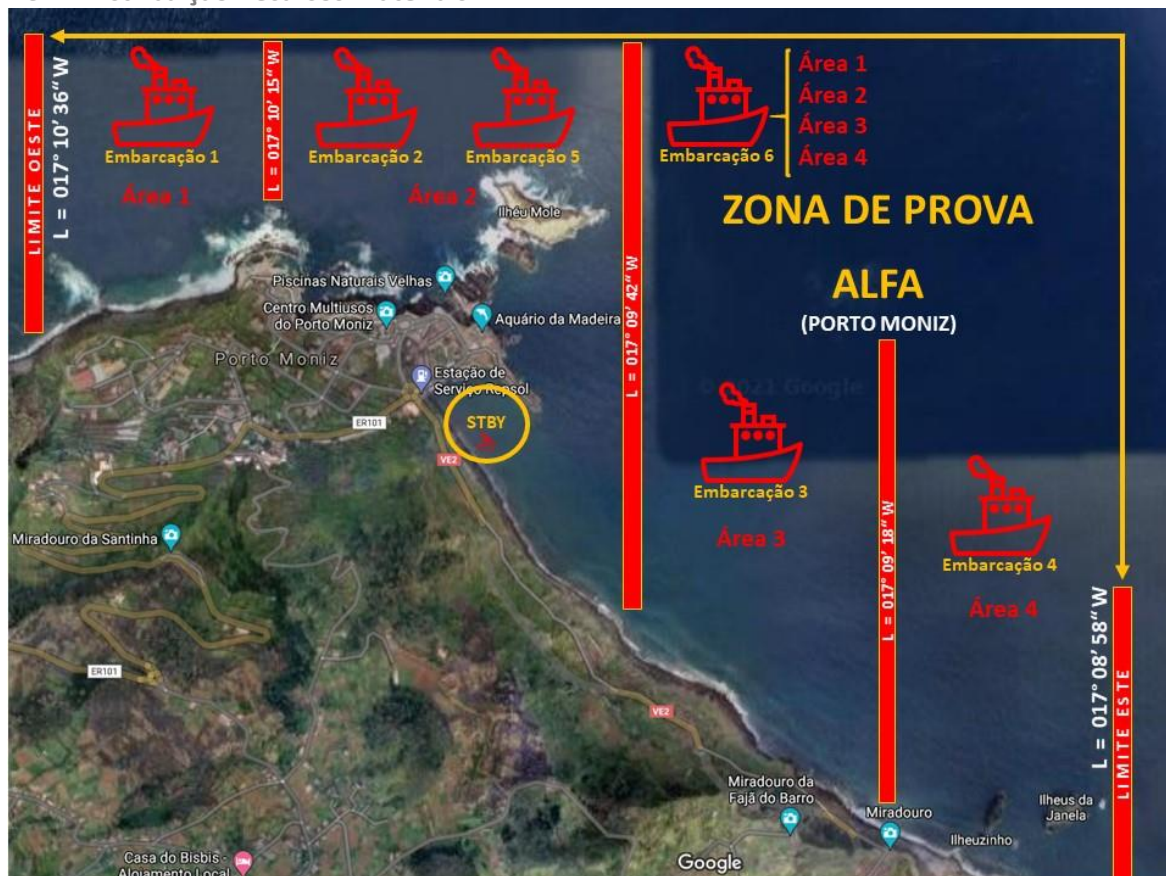 LIMITE OESTE
L = 017° 10' 36“W
Embarcação 1
Área 1
L = 017° 10' 15“W
Embarcação 2
Embarcação 5
Área 2
Ilhéu Mole
L = 017° 09' 42“ W
Embarcação 6
Área 1
Área 2
Área 3
Área 4
ZONA DE PROVA
ALFA
(PORTO MONIZ)
Piscinas Naturais Velhas
Centro Multiusos
do Porto Moniz
Aquário da Madeira
Porto Moniz
Estação de
Serviço Repsol
STBY
ER101
VE2
© 2021 Google
Embarcação 3
Área 3
L = 017° 09' 18“ W
Embarcação 4
Área 4
Miradouro da Santinha
ER101
VE2
L = 017° 08' 58“W
LIMITE ESTE
Miradouro da
Fajã do Barro
Miradouro
Ilheus da
Janela
Ilheuzinho
Casa do Bisbis -
Alojamento Local
Google